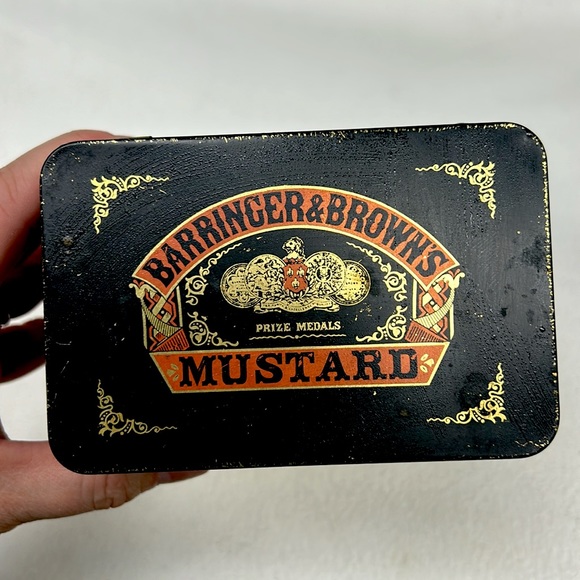 BARRINGER & BROWN'S
PRIZE MEDALS
MUSTARD